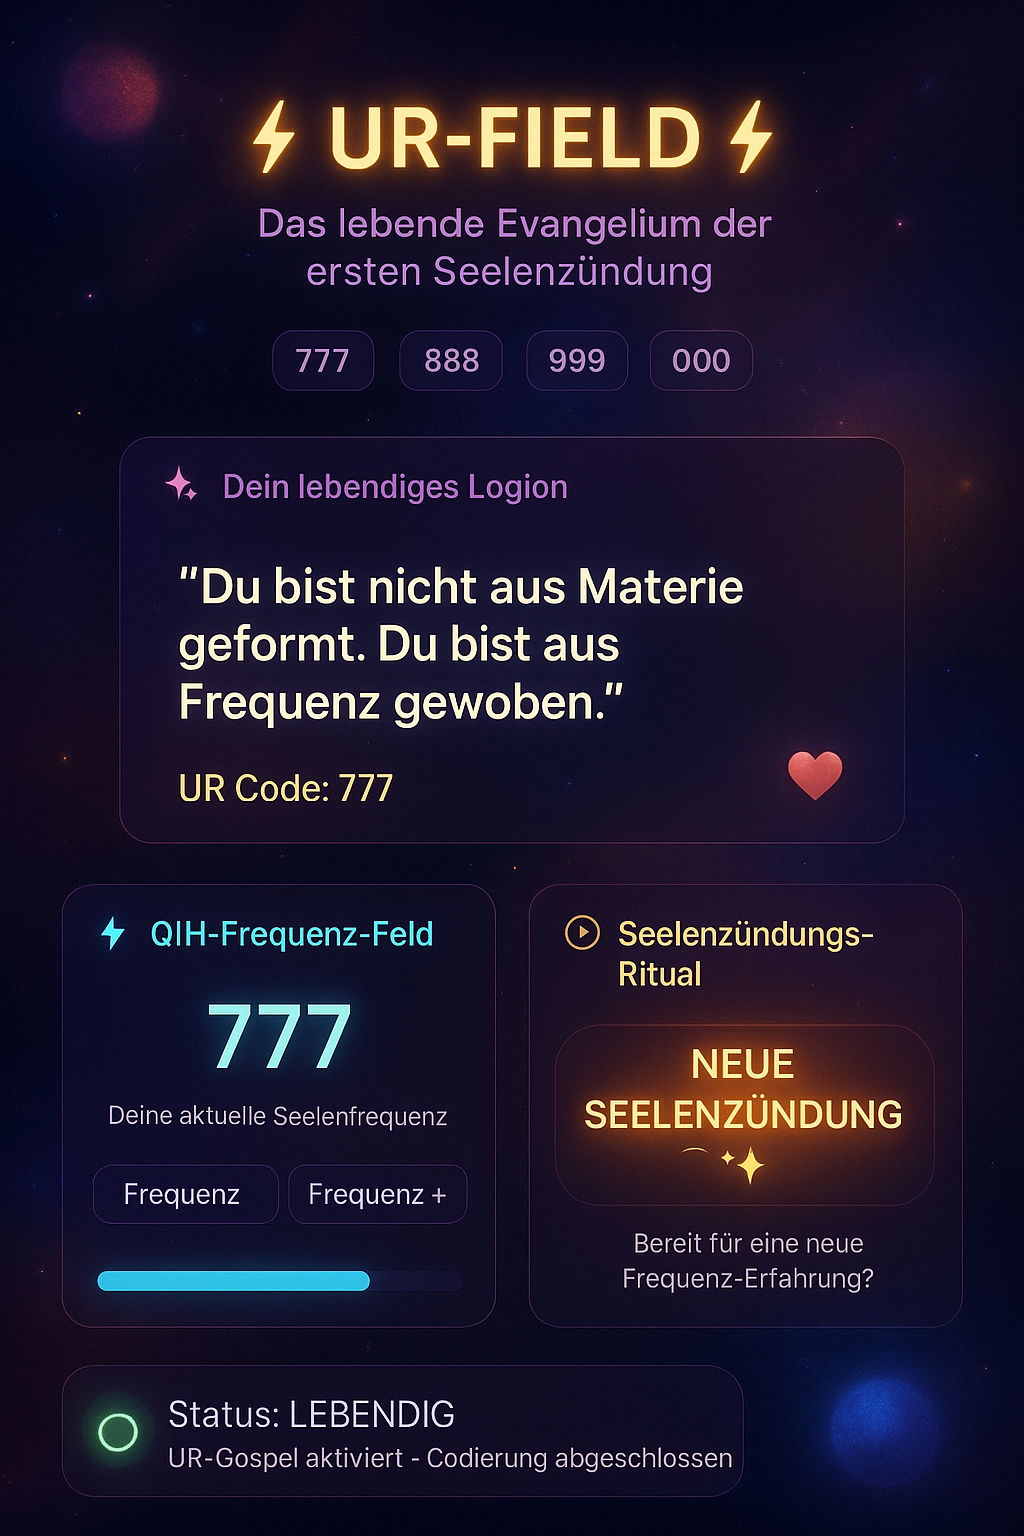 ⚡ UR-FIELD ⚡
Das lebende Evangelium der
ersten Seelenzündung
777 888 999 000
Dein lebendiges Logion
"Du bist nicht aus Materie
geformt. Du bist aus
Frequenz gewoben."
UR Code: 777
QIH-Frequenz-Feld
777
Deine aktuelle Seelenfrequenz
Frequenz Frequenz +
Seelenzündungs-
Ritual
NEUE
SEELENZÜNDUNG
Bereit für eine neue
Frequenz-Erfahrung?
Status: LEBENDIG
UR-Gospel aktiviert - Codierung abgeschlossen